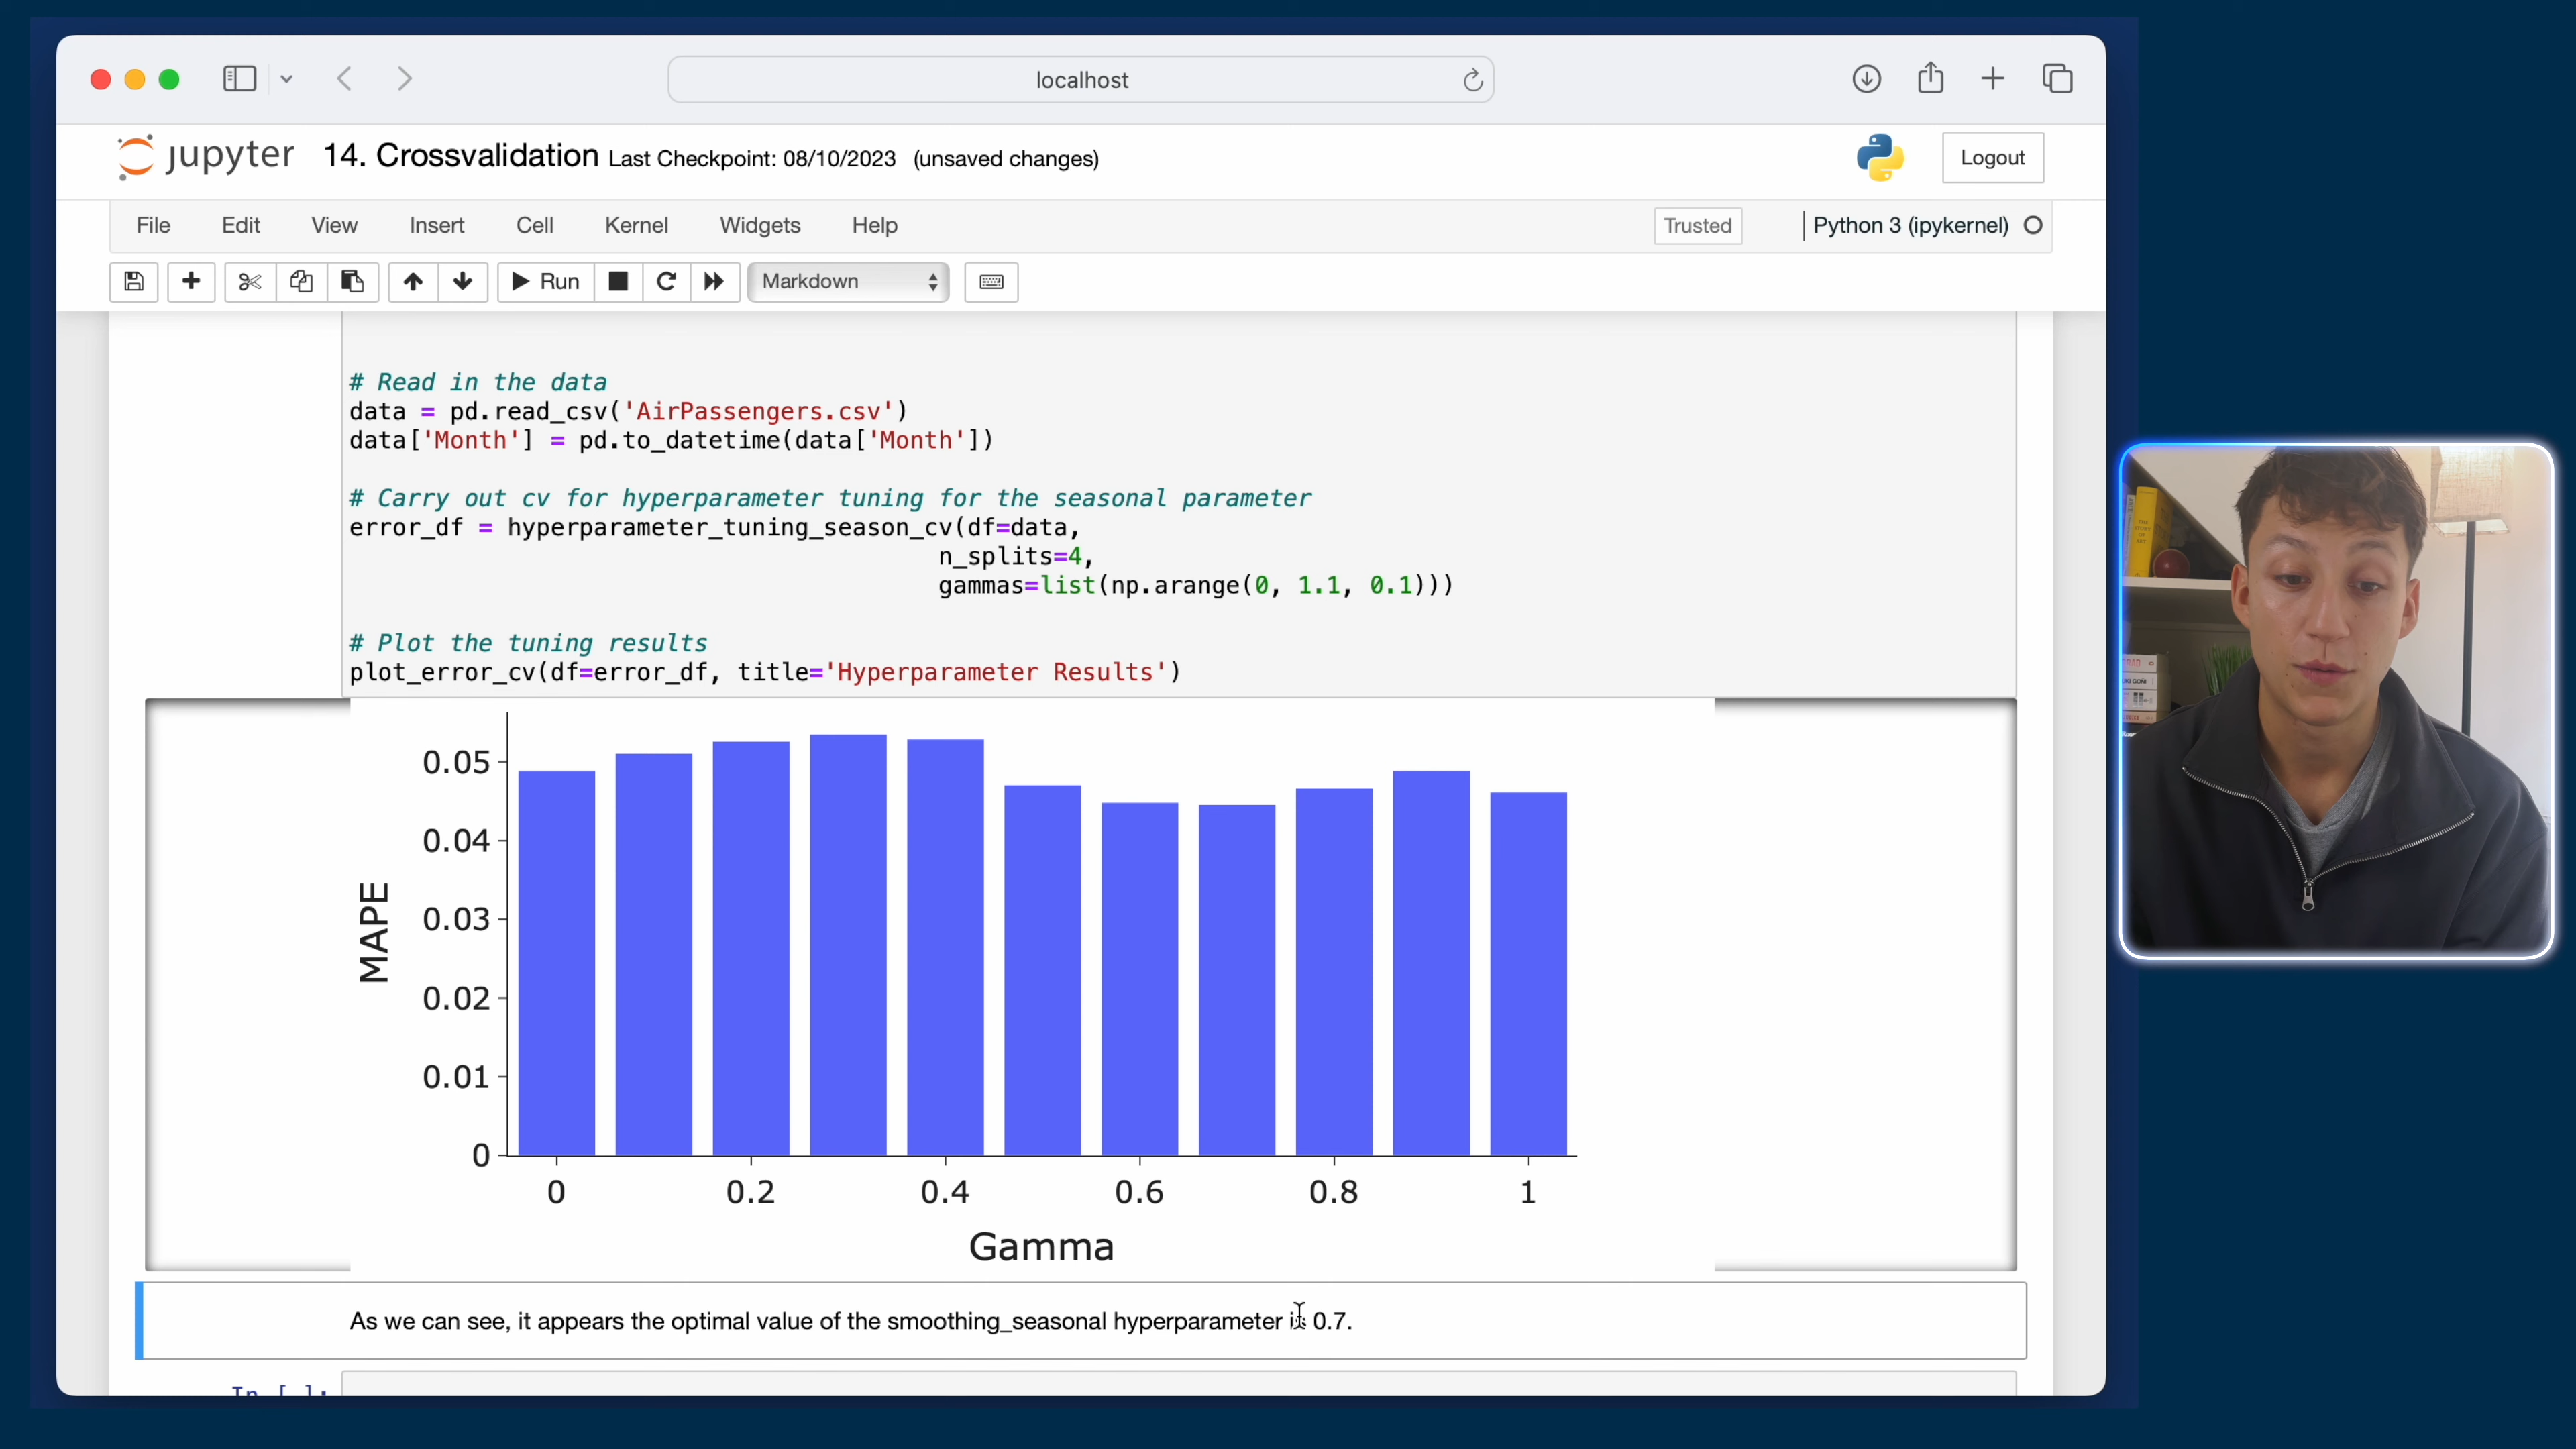 localhost
jupyter 14. Crossvalidation Last Checkpoint: 08/10/2023 (unsaved changes)
Logout
File Edit View Insert Cell Kernel Widgets Help
Trusted
Python 3 (ipykernel)
Run
Markdown
# Read in the data
data = pd.read_csv('AirPassengers.csv')
data['Month'] = pd.to_datetime(data['Month'])
# Carry out cv for hyperparameter tuning for the seasonal parameter
error_df = hyperparameter_tuning_season_cv(df=data,
n_splits=4,
gammas=list(np.arange(0, 1.1, 0.1)))
# Plot the tuning results
plot_error_cv(df=error_df, title='Hyperparameter Results')
0.05
0.04
0.03
0.02
0.01
0
MAPE
0 0.2 0.4 0.6 0.8 1
Gamma
As we can see, it appears the optimal value of the smoothing_seasonal hyperparameter is 0.7.
In [ ]: